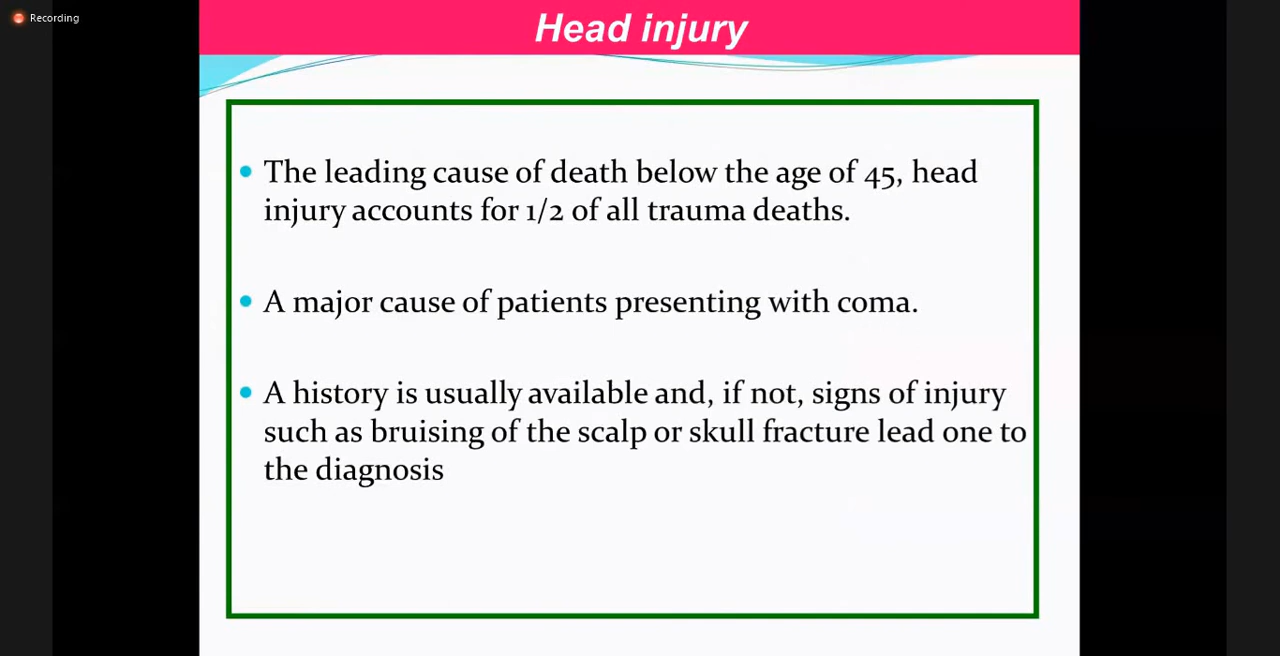 Recording
Head injury
• The leading cause of death below the age of 45, head
injury accounts for 1/2 of all trauma deaths.
• A major cause of patients presenting with coma.
• A history is usually available and, if not, signs of injury
such as bruising of the scalp or skull fracture lead one to
the diagnosis